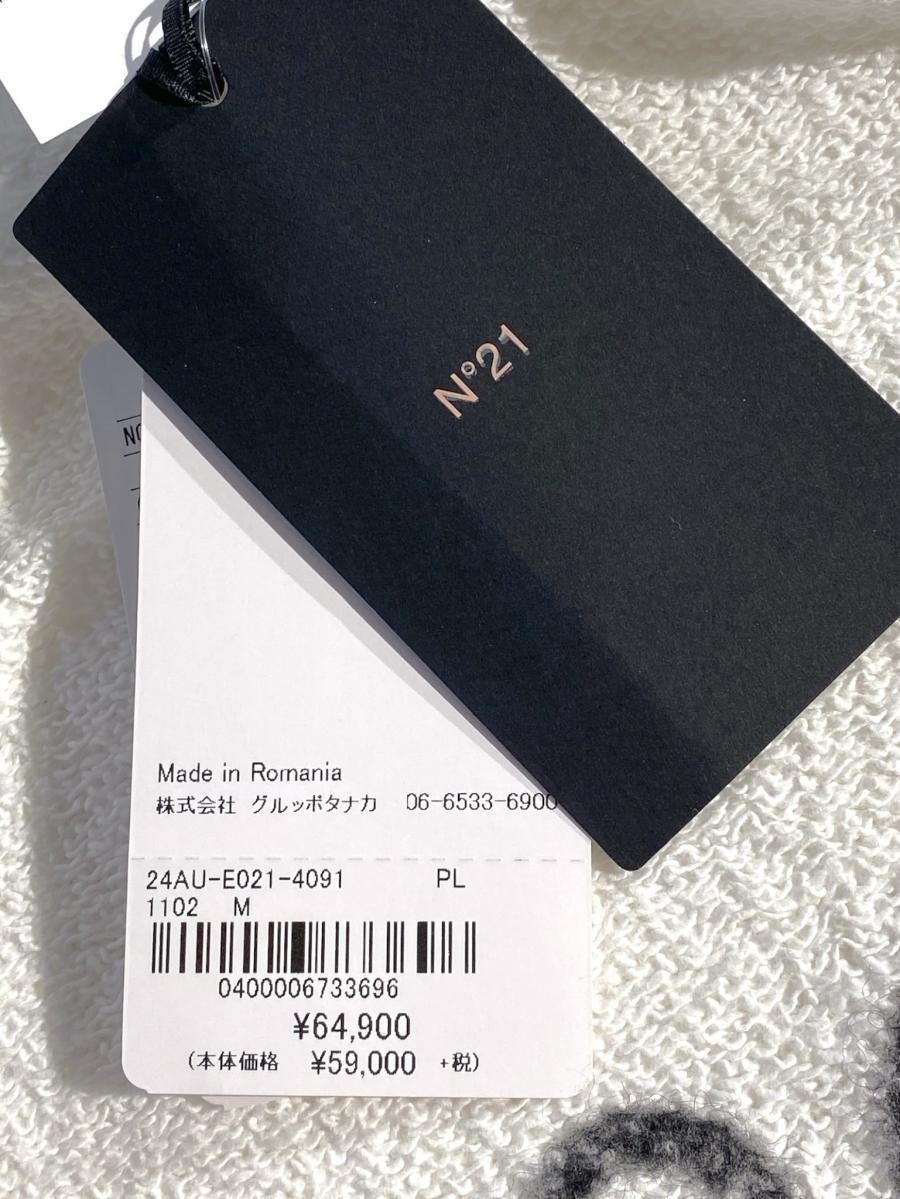 N°21
NO
Made in Romania
株式会社 グルッポタナカ 06-6533-6900
24AU-E021-4091 PL
1102 M
0400006733696
¥64,900
(本体価格 ¥59,000 +税)